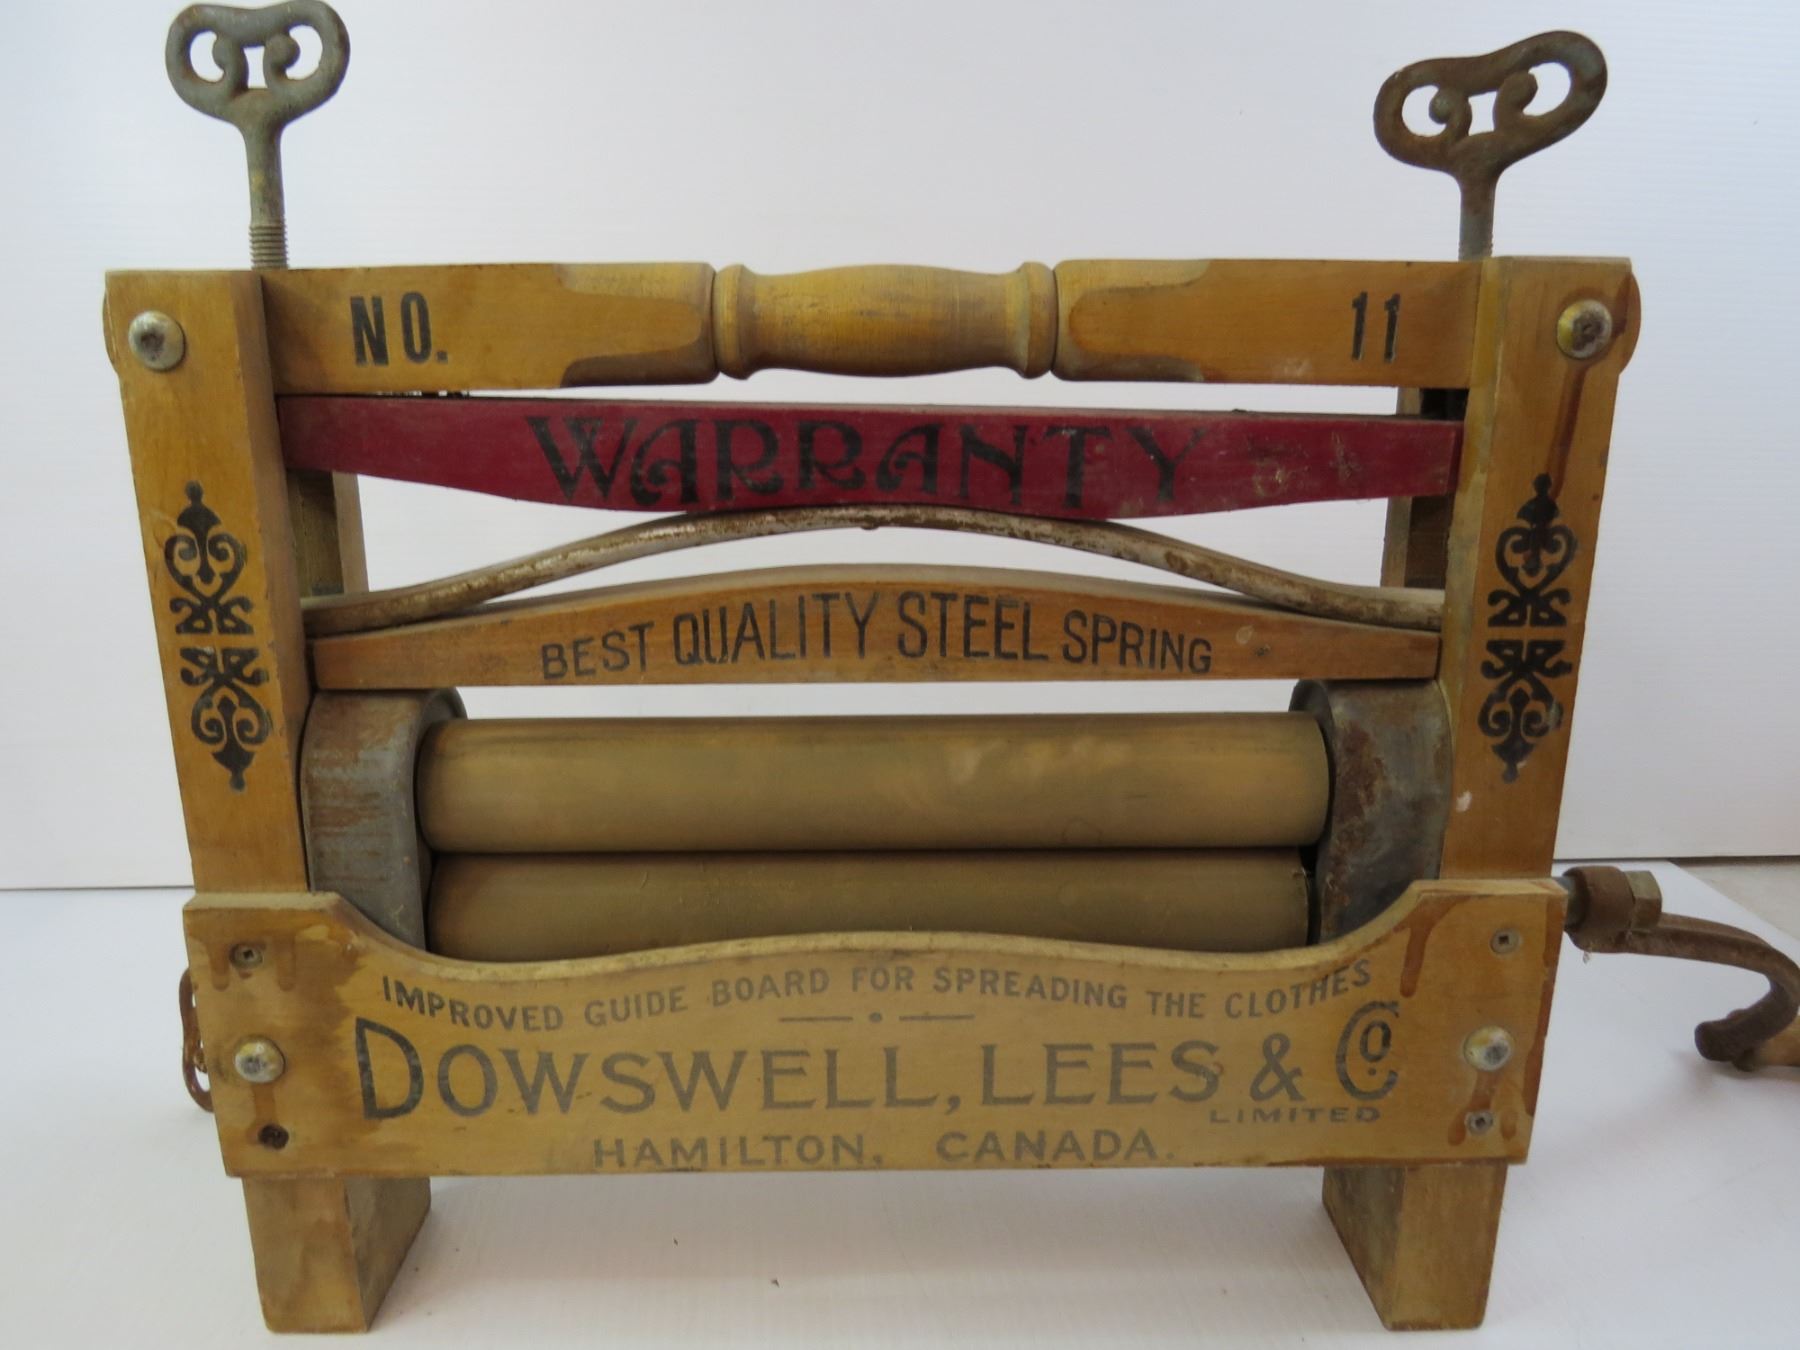 NO. 11
WARRANTY
BEST QUALITY STEEL SPRING
IMPROVED GUIDE BOARD FOR SPREADING THE CLOTHES
DOWSWELL, LEES & CO
LIMITED
HAMILTON, CANADA.